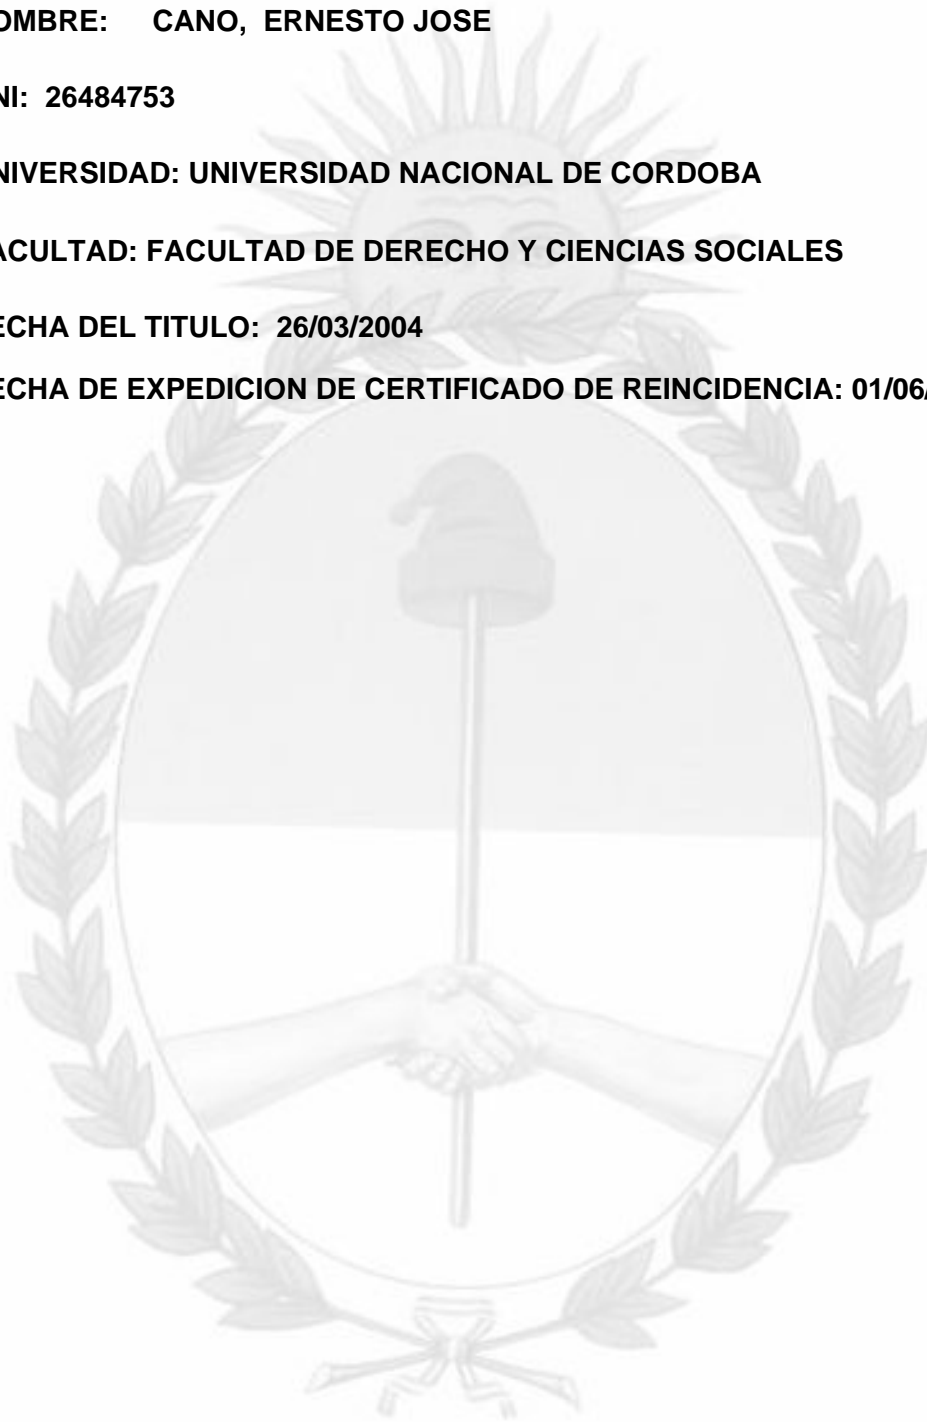 OMBRE: CANO, ERNESTO JOSE
NI: 26484753
NIVERSIDAD: UNIVERSIDAD NACIONAL DE CORDOBA
ACULTAD: FACULTAD DE DERECHO Y CIENCIAS SOCIALES
ECHA DEL TITULO: 26/03/2004
ECHA DE EXPEDICION DE CERTIFICADO DE REINCIDENCIA: 01/06/